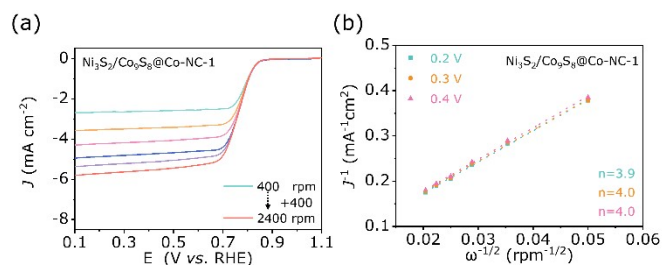 (a)
Ni₃S₂/Co₉S₈@Co-NC-1
0
-2
-4
-6
-8
J (mA cm⁻²)
400 rpm
+400
2400 rpm
0.1 0.3 0.5 0.7 0.9 1.1
E (V vs. RHE)
(b)
0.5
0.4
0.3
0.2
0.1
J⁻¹ (mA⁻¹cm²)
0.2 V
0.3 V
0.4 V
Ni₃S₂/Co₉S₈@Co-NC-1
n=3.9
n=4.0
n=4.0
0.02 0.03 0.04 0.05 0.06
ω⁻¹/² (rpm⁻¹/²)